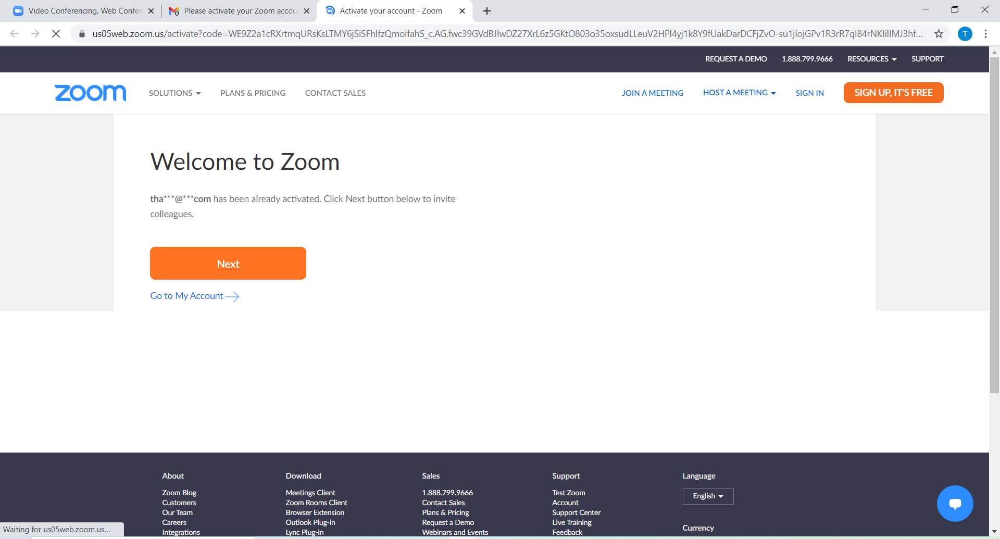 Video Conferencing, Web Confer
Please activate your Zoom accou
Activate your account - Zoom
us05web.zoom.us/activate?code=WE9Z2a1cRXrtmqURsKsLTMY6jSiSFhlfzQmoifahS_c.AG.fwc39GVdBJIwDZ27XrL6z5GKtO803o35oxsudLLeuV2HPl4yj1k8Y9fUakDarDCFjZvO-su1jlojGPv1R3rR7qI84rNKIilIMJ3hf...
T
REQUEST A DEMO 1.888.799.9666 RESOURCES SUPPORT
zoom SOLUTIONS PLANS & PRICING CONTACT SALES JOIN A MEETING HOST A MEETING SIGN IN SIGN UP, IT'S FREE
Welcome to Zoom
tha***@***com has been already activated. Click Next button below to invite
colleagues.
Next
Go to My Account
About
Zoom Blog
Customers
Our Team
Careers
Integrations
Download
Meetings Client
Zoom Rooms Client
Browser Extension
Outlook Plug-in
Lync Plug-in
Sales
1.888.799.9666
Contact Sales
Plans & Pricing
Request a Demo
Webinars and Events
Support
Test Zoom
Account
Support Center
Live Training
Feedback
Language
English
Currency
Waiting for us05web.zoom.us...